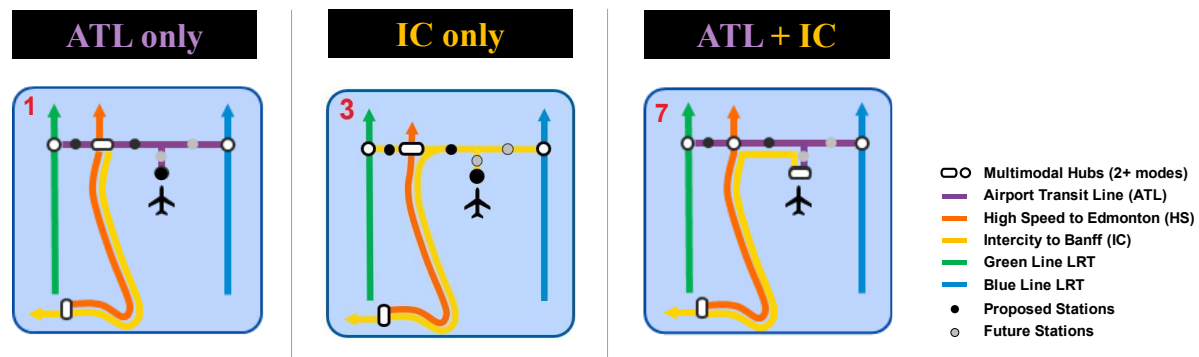 ATL only
IC only
ATL + IC
1
3
7
Multimodal Hubs (2+ modes)
Airport Transit Line (ATL)
High Speed to Edmonton (HS)
Intercity to Banff (IC)
Green Line LRT
Blue Line LRT
Proposed Stations
Future Stations